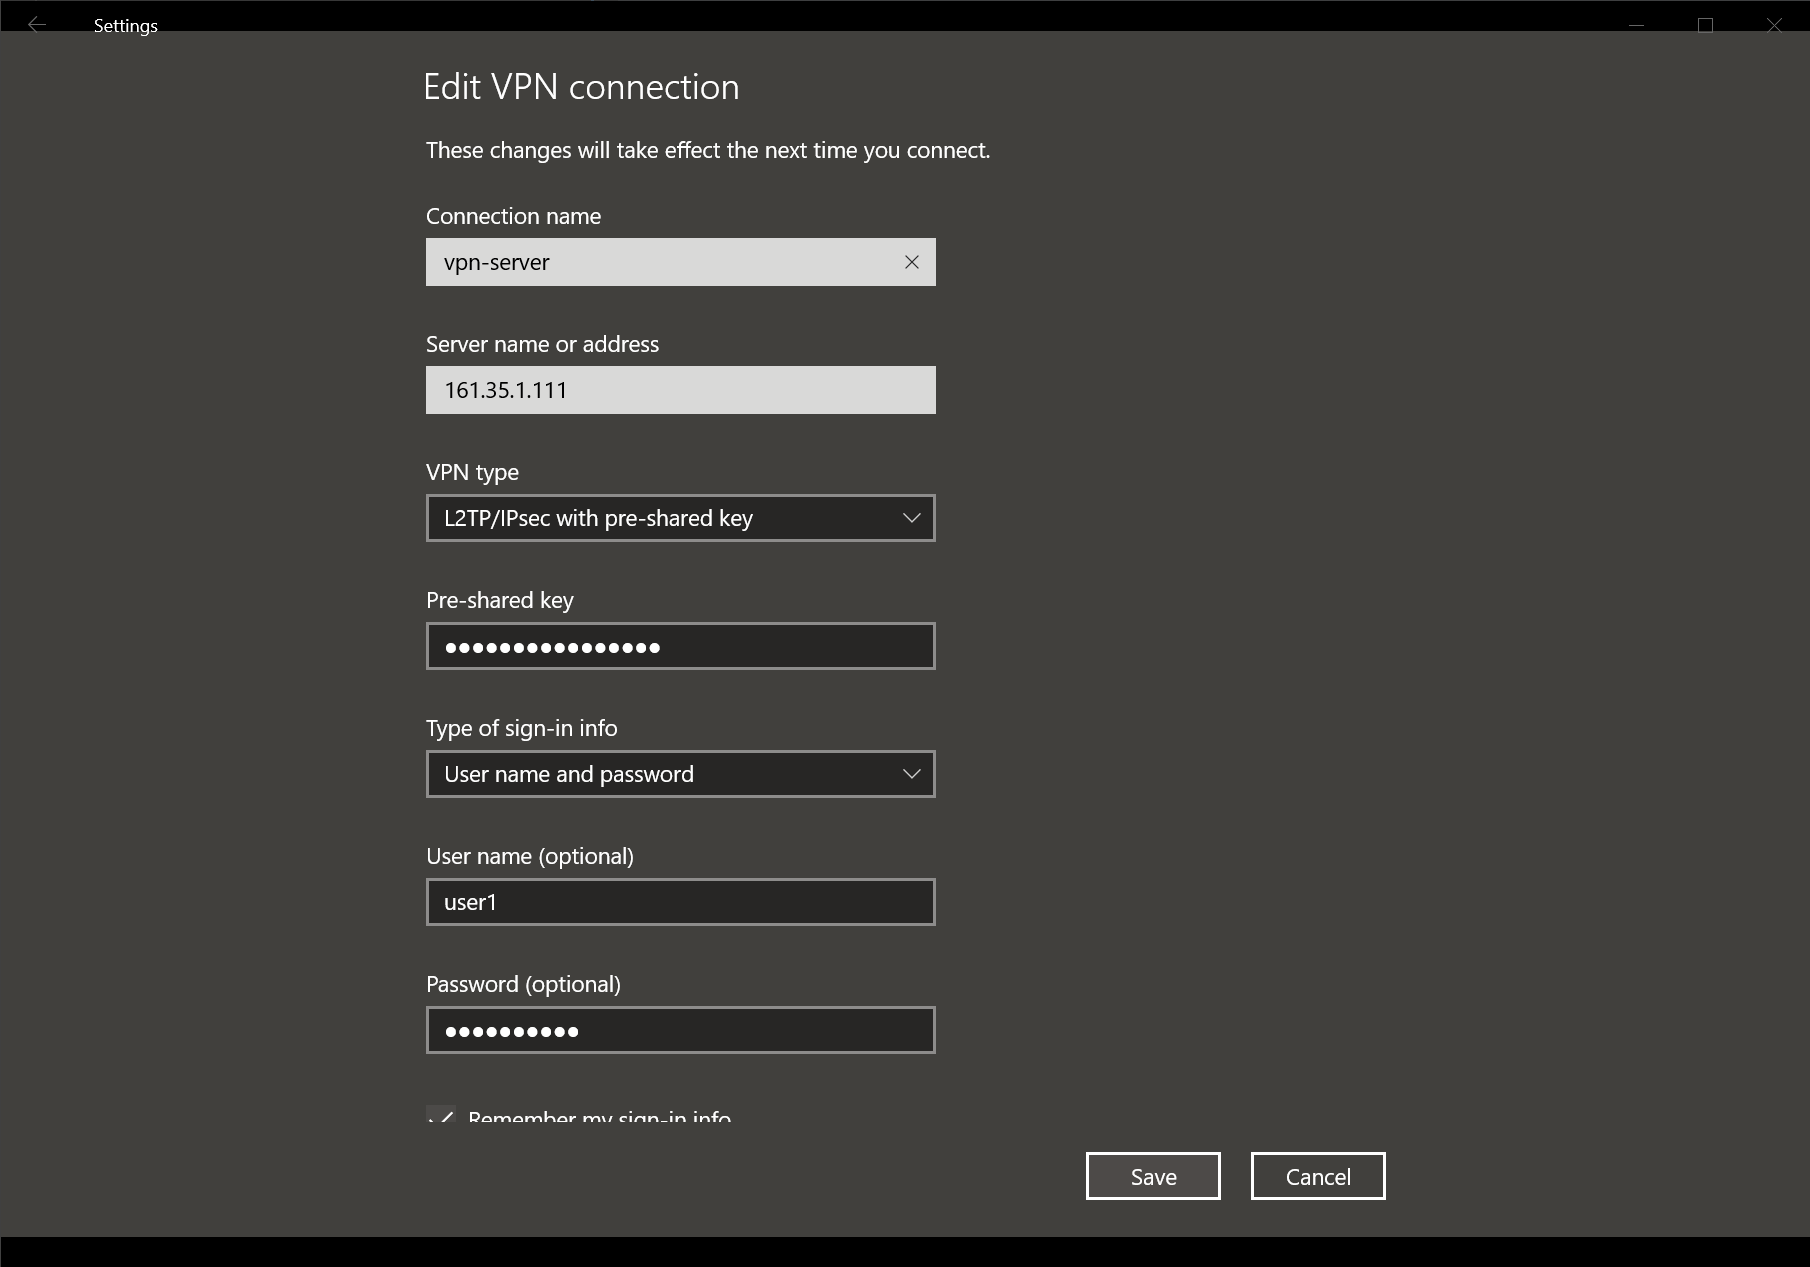 Settings
Edit VPN connection
These changes will take effect the next time you connect.
Connection name
vpn-server
Server name or address
161.35.1.111
VPN type
L2TP/IPsec with pre-shared key
Pre-shared key
●●●●●●●●●●●●●●●●
Type of sign-in info
User name and password
User name (optional)
user1
Password (optional)
●●●●●●●●●●
Remember my sign-in info
Save Cancel